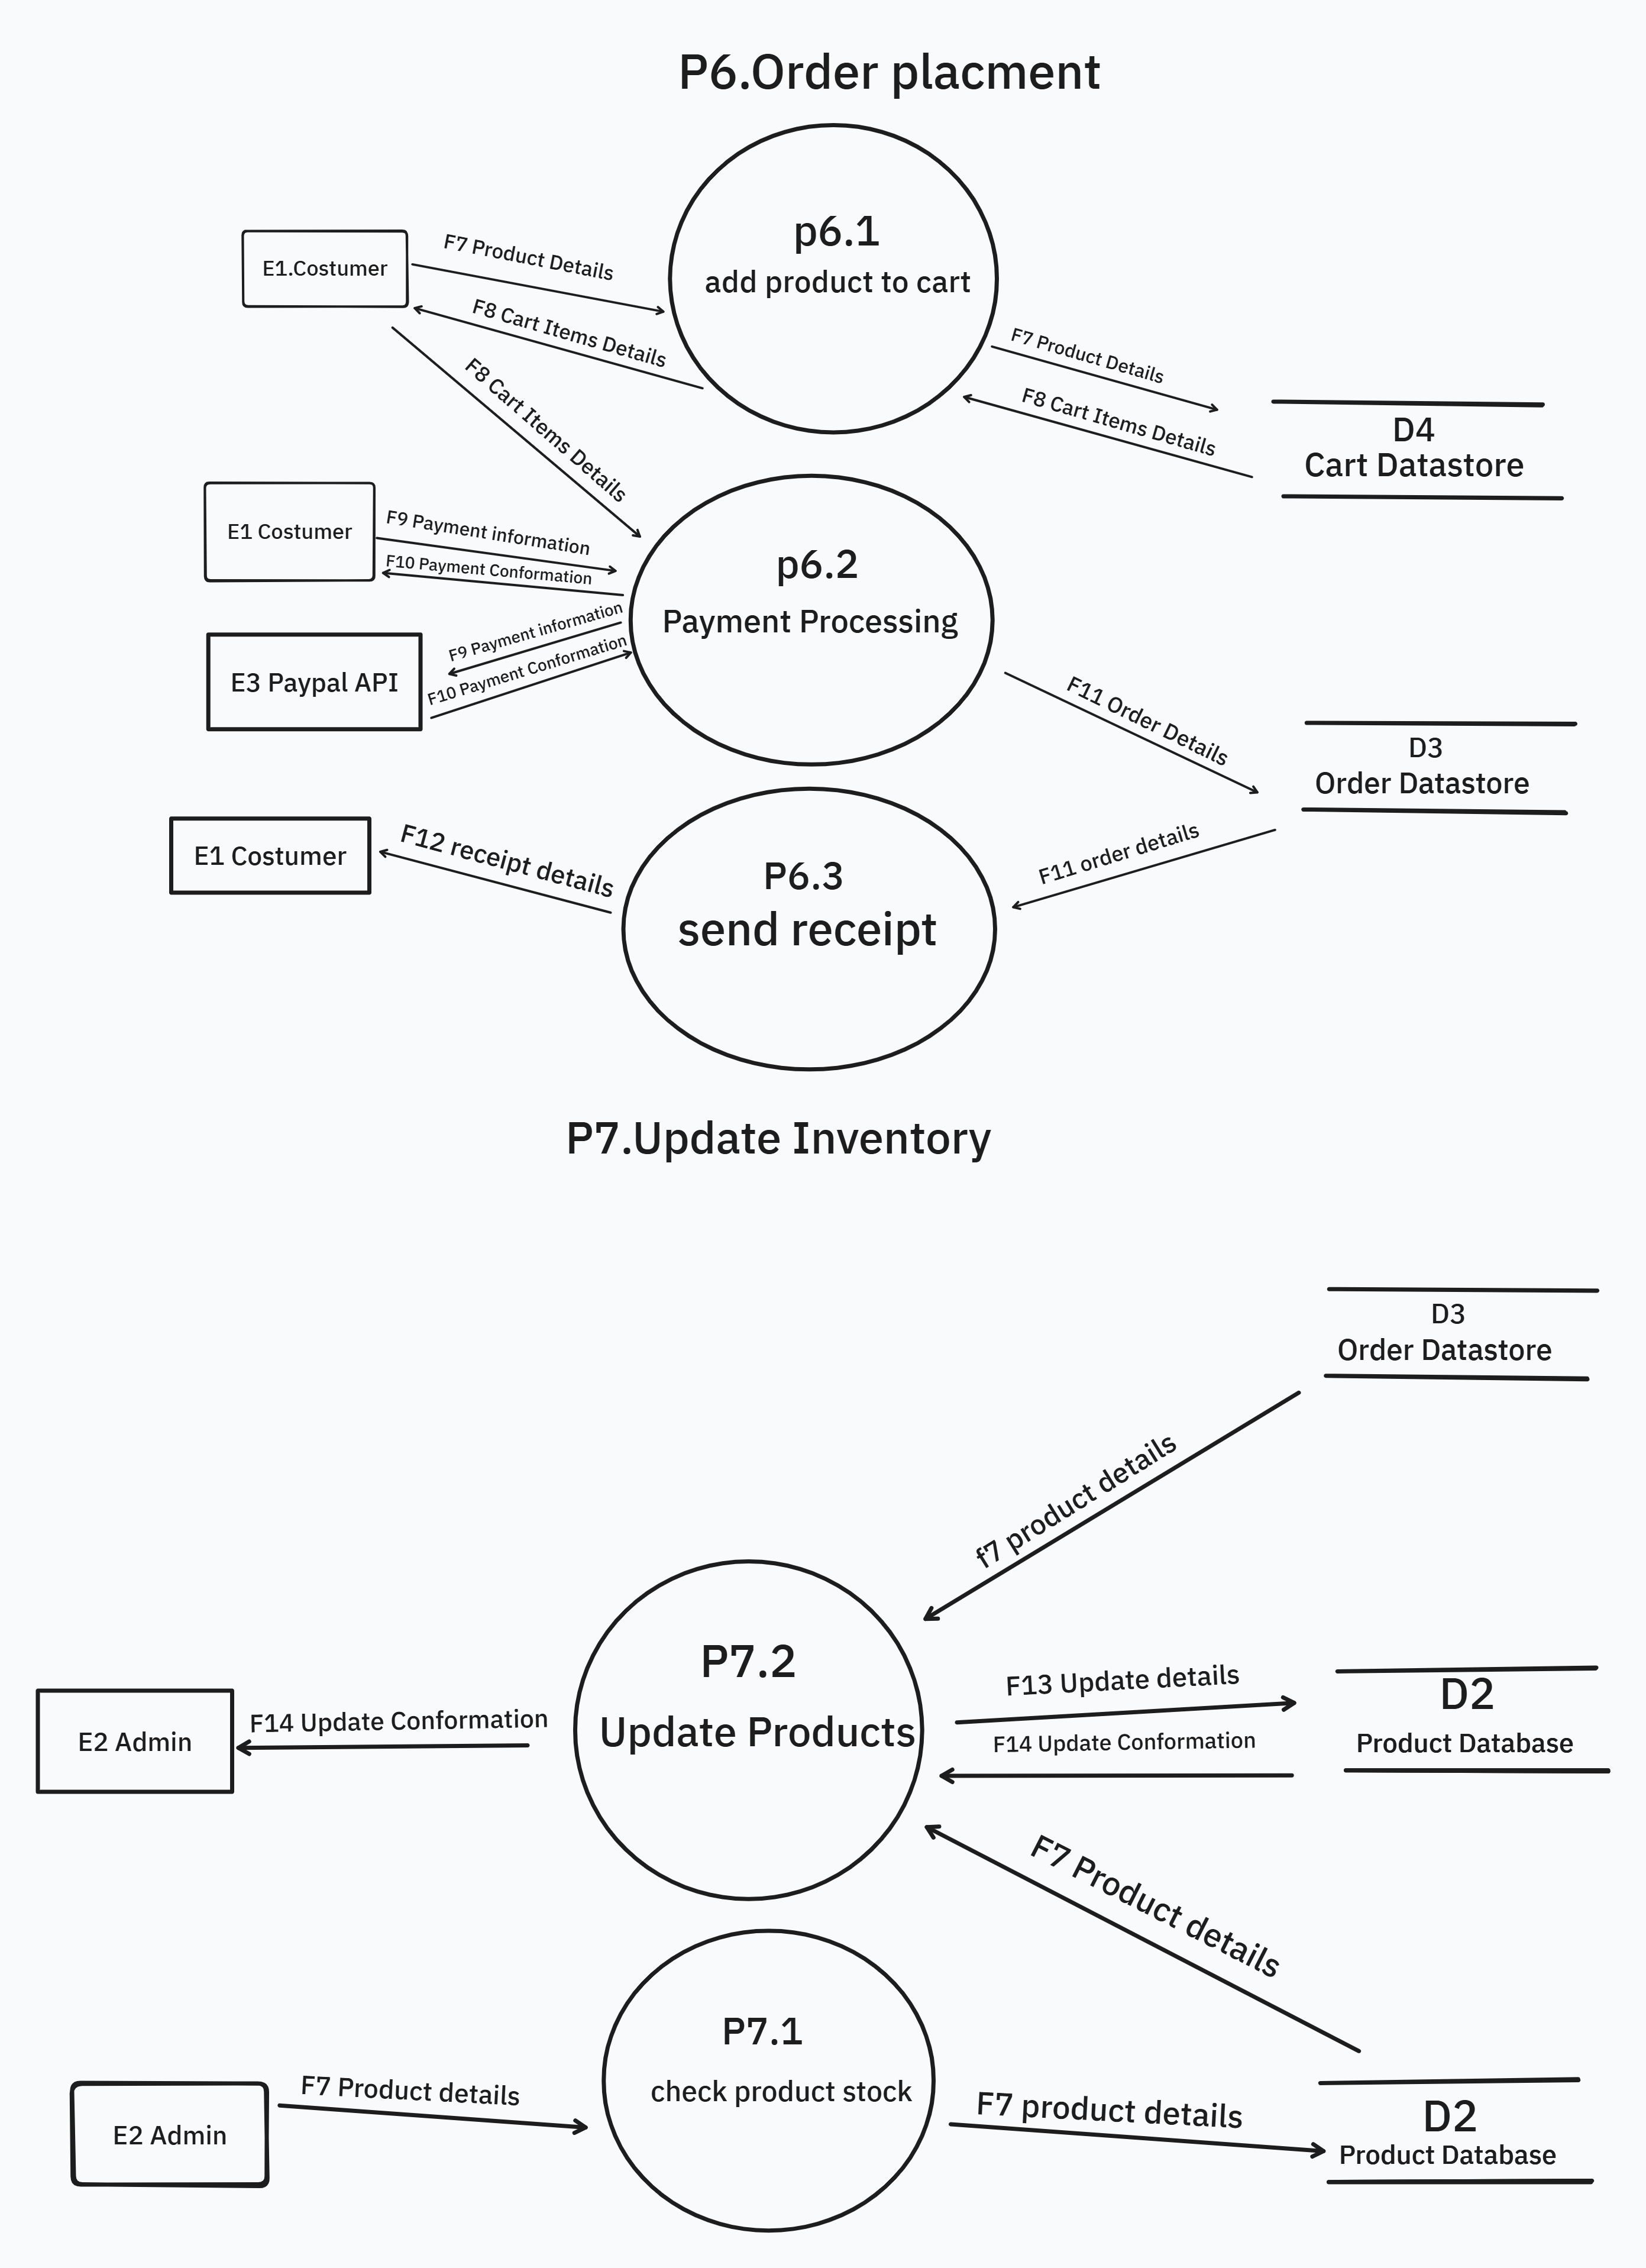 P6.Order placment
p6.1
add product to cart
E1.Costumer
F7 Product Details
F8 Cart Items Details
F8 Cart Items Details
F7 Product Details
F8 Cart Items Details
D4
Cart Datastore
E1 Costumer
F9 Payment information
F10 Payment Conformation
p6.2
Payment Processing
E3 Paypal API
F9 Payment information
F10 Payment Conformation
F11 Order Details
D3
Order Datastore
E1 Costumer
F12 receipt details
P6.3
send receipt
F11 order details
P7.Update Inventory
D3
Order Datastore
f7 product details
P7.2
Update Products
E2 Admin
F14 Update Conformation
F13 Update details
F14 Update Conformation
D2
Product Database
F7 Product details
P7.1
check product stock
E2 Admin
F7 Product details
F7 product details
D2
Product Database